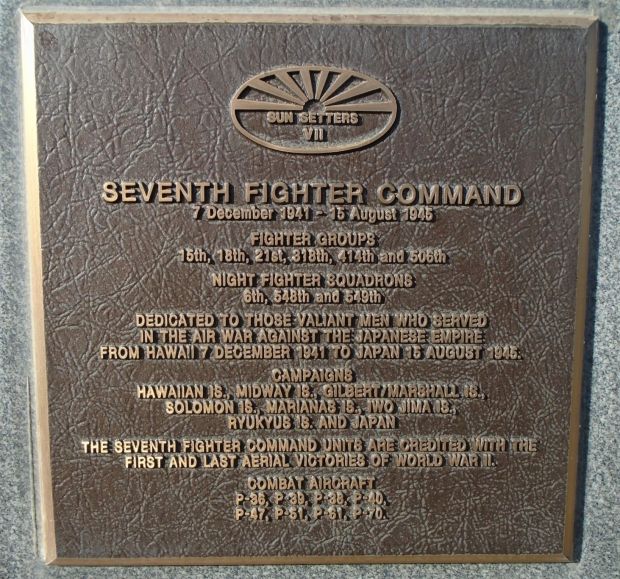 SUN SETTERS
VII
SEVENTH FIGHTER COMMAND
7 December 1941 – 15 August 1945
FIGHTER GROUPS
15th, 18th, 21st, 318th, 414th and 506th
NIGHT FIGHTER SQUADRONS
6th, 548th and 549th
DEDICATED TO THOSE VALIANT MEN WHO SERVED
IN THE AIR WAR AGAINST THE JAPANESE EMPIRE
FROM HAWAII 7 DECEMBER 1941 TO JAPAN 15 AUGUST 1945.
CAMPAIGNS
HAWAIIAN IS., MIDWAY IS., GILBERT/MARSHALL IS.,
SOLOMON IS., MARIANAS IS., IWO JIMA IS.,
RYUKYUS IS. AND JAPAN
THE SEVENTH FIGHTER COMMAND UNITS ARE CREDITED WITH THE
FIRST AND LAST AERIAL VICTORIES OF WORLD WAR II.
COMBAT AIRCRAFT
P-36, P-39, P-38, P-40,
P-47, P-51, P-61, P-70.